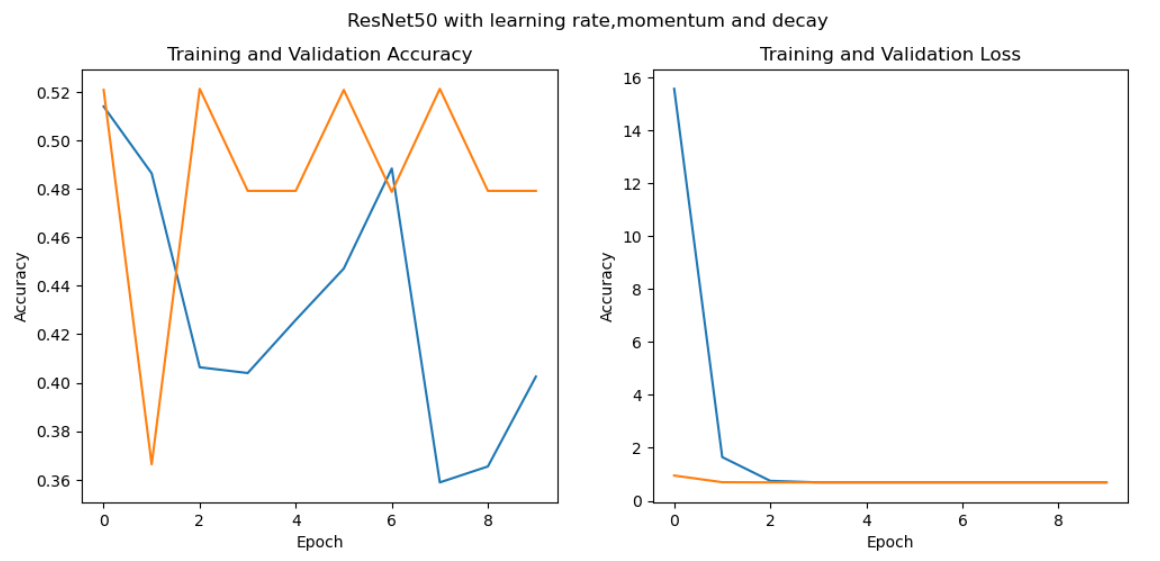 ResNet50 with learning rate,momentum and decay
Training and Validation Accuracy
0.52
0.50
0.48
0.46
0.44
0.42
0.40
0.38
0.36
Accuracy
0 2 4 6 8
Epoch
Training and Validation Loss
16
14
12
10
8
6
4
2
0
Accuracy
0 2 4 6 8
Epoch